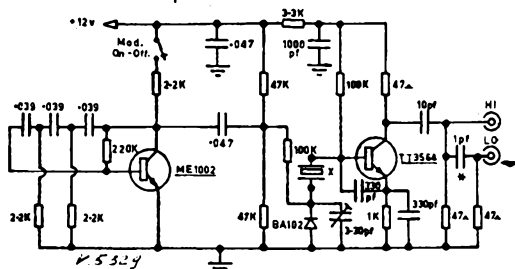 +12v
3-3K
Mod.
On-Off.
·047
1000
pf
2-2K
47K
100K
47Ω
·039
·039
·039
10pf
HI
LO
1pf
*
220K
·047
100K
ME1002
X
TT3564
330
pf
2-2K
2-2K
47K
BA102
3-30pf
1K
330pf
47Ω
47Ω
V.5329